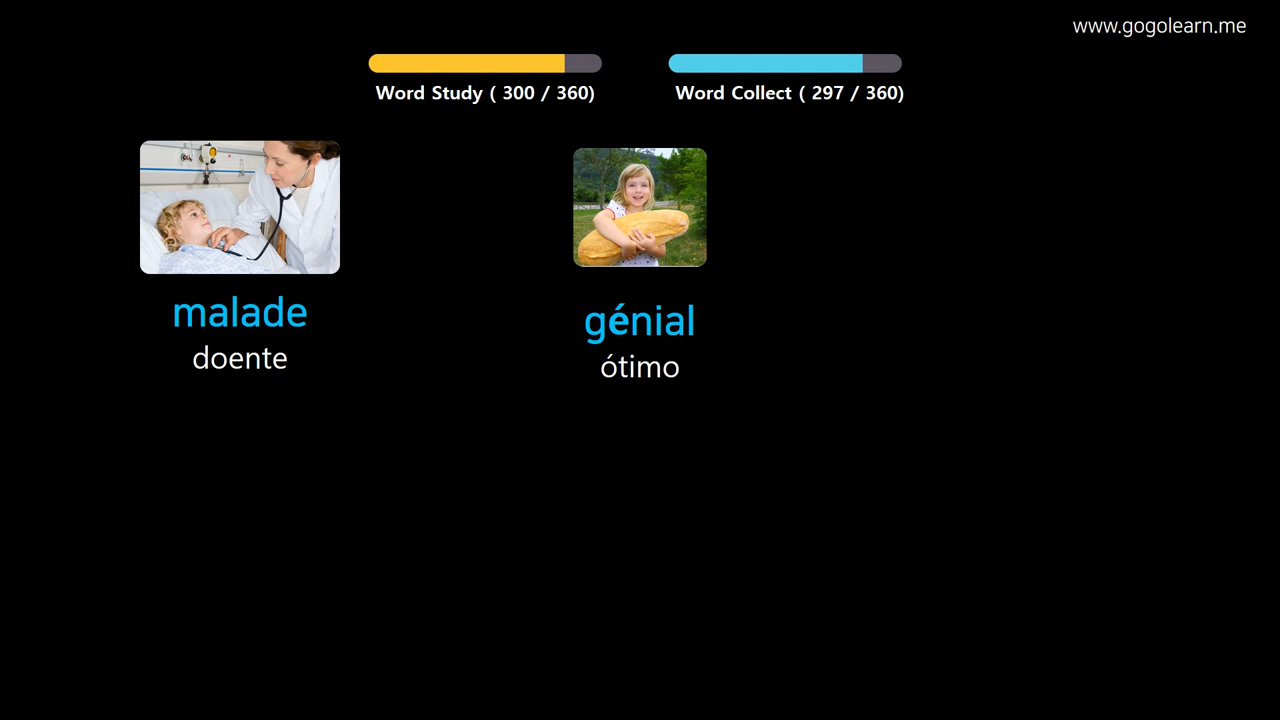 www.gogolearn.me
Word Study ( 300 / 360)
Word Collect ( 297 / 360)
malade
doente
génial
ótimo